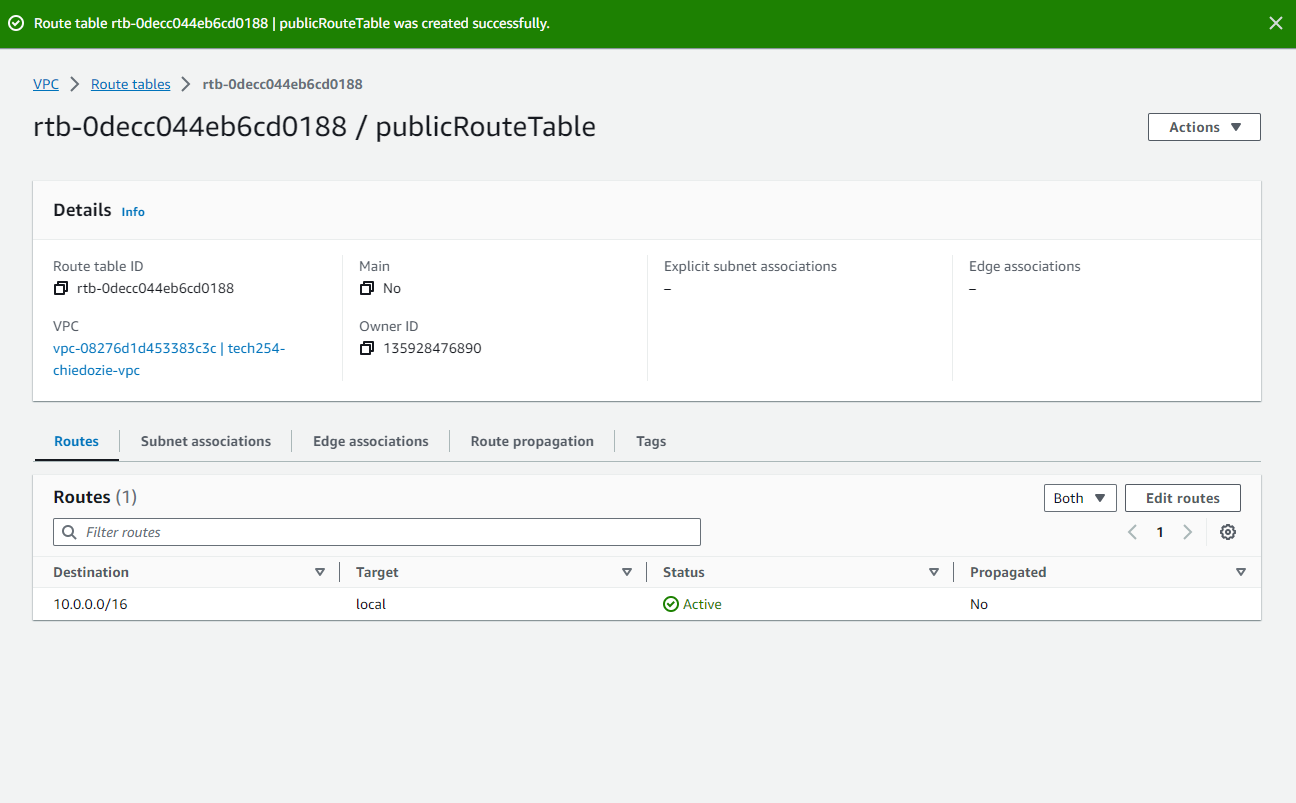 Route table rtb-0decc044eb6cd0188 | publicRouteTable was created successfully.
VPC Route tables rtb-0decc044eb6cd0188
rtb-0decc044eb6cd0188 / publicRouteTable
Actions
Details Info
Route table ID
rtb-0decc044eb6cd0188
Main
No
Explicit subnet associations
–
Edge associations
–
VPC
vpc-08276d1d453383c3c | tech254-
chiedozie-vpc
Owner ID
135928476890
Routes Subnet associations Edge associations Route propagation Tags
Routes (1)
Both Edit routes
Filter routes
1
Destination Target Status Propagated
10.0.0.0/16 local Active No